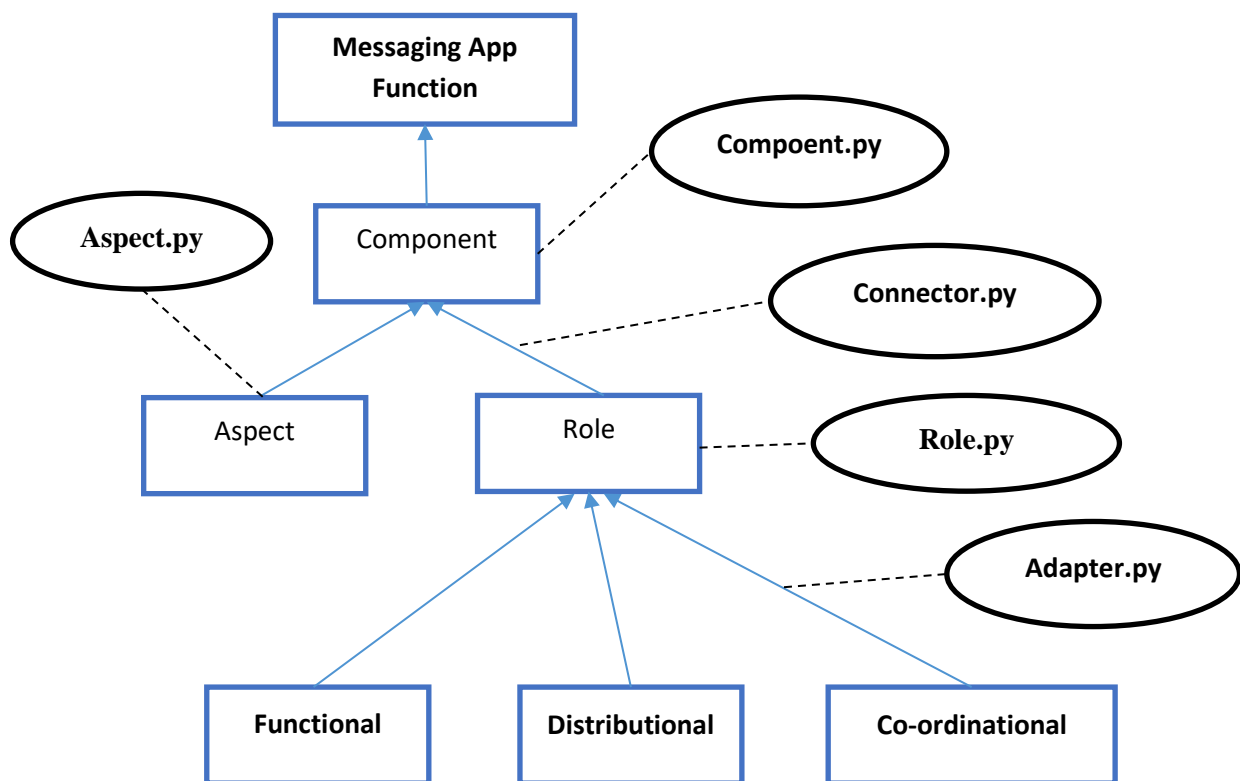 Messaging App
Function
Compoent.py
Component
Aspect.py
Connector.py
Aspect
Role
Role.py
Adapter.py
Functional
Distributional
Co-ordinational